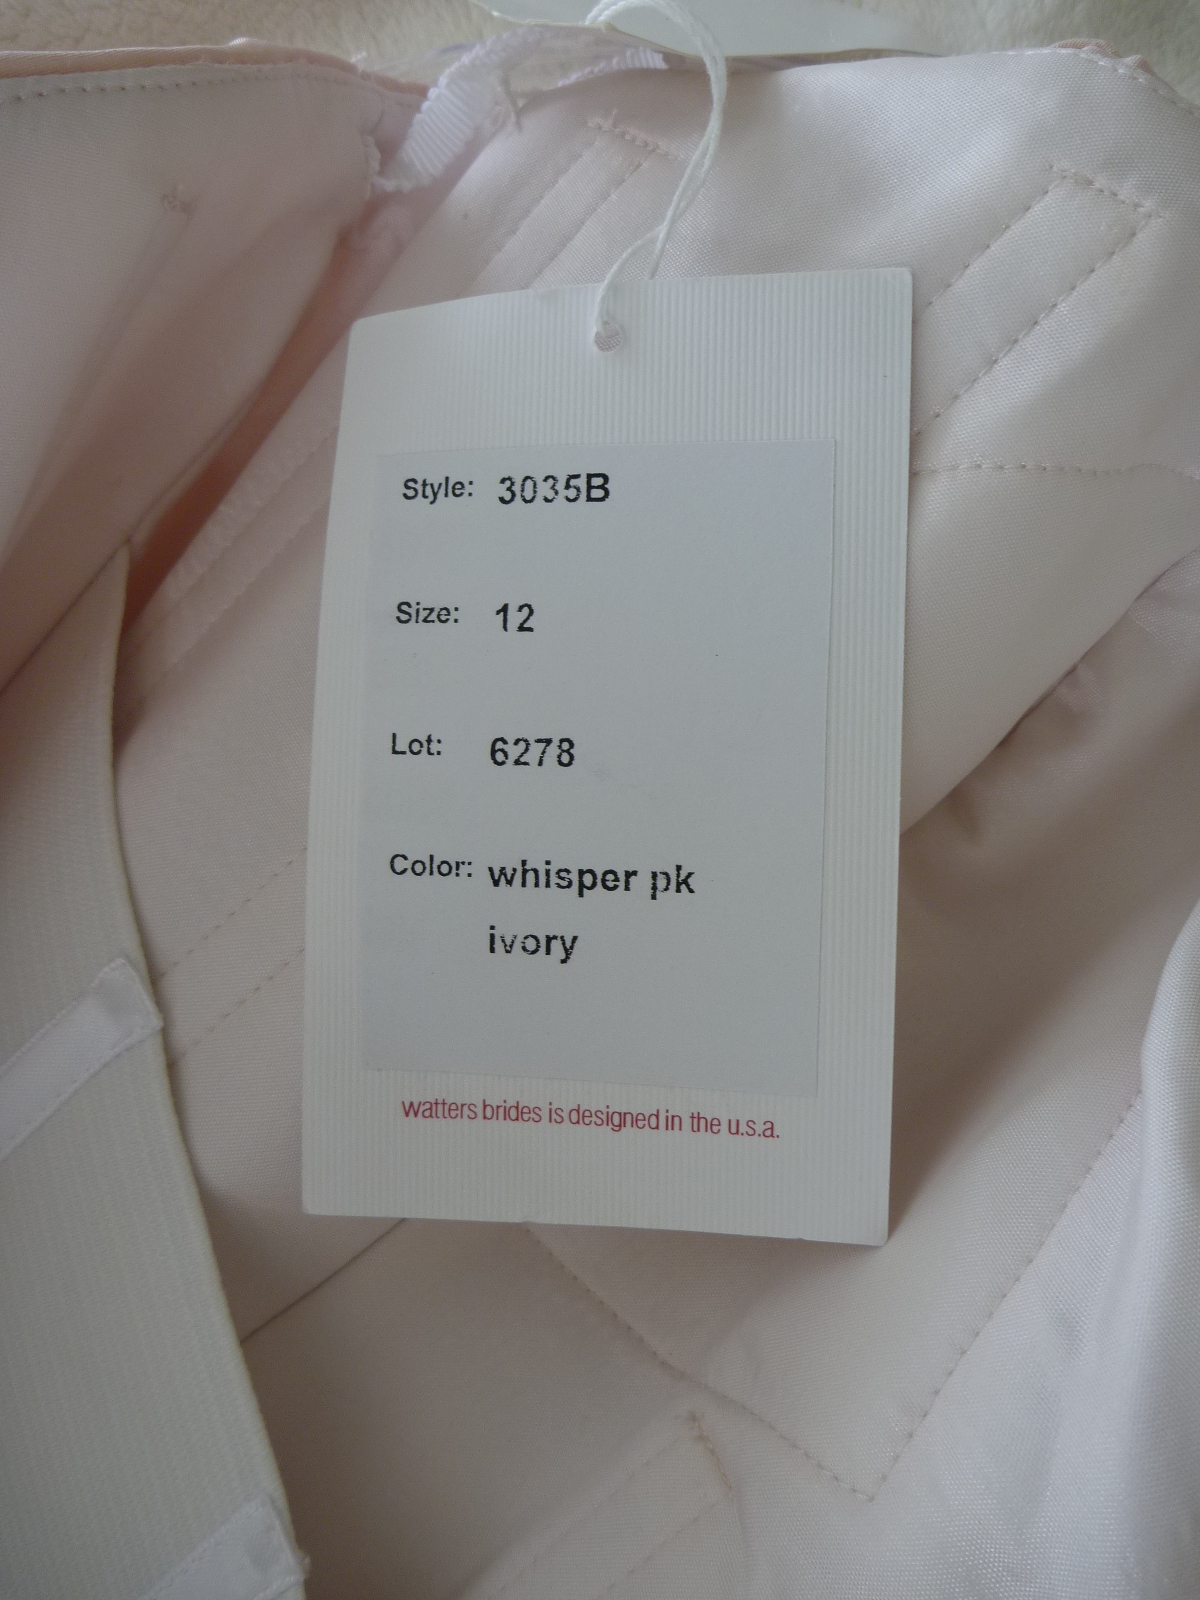 Style: 3035B
Size: 12
Lot: 6278
Color: whisper pk
ivory
watters brides is designed in the u.s.a.